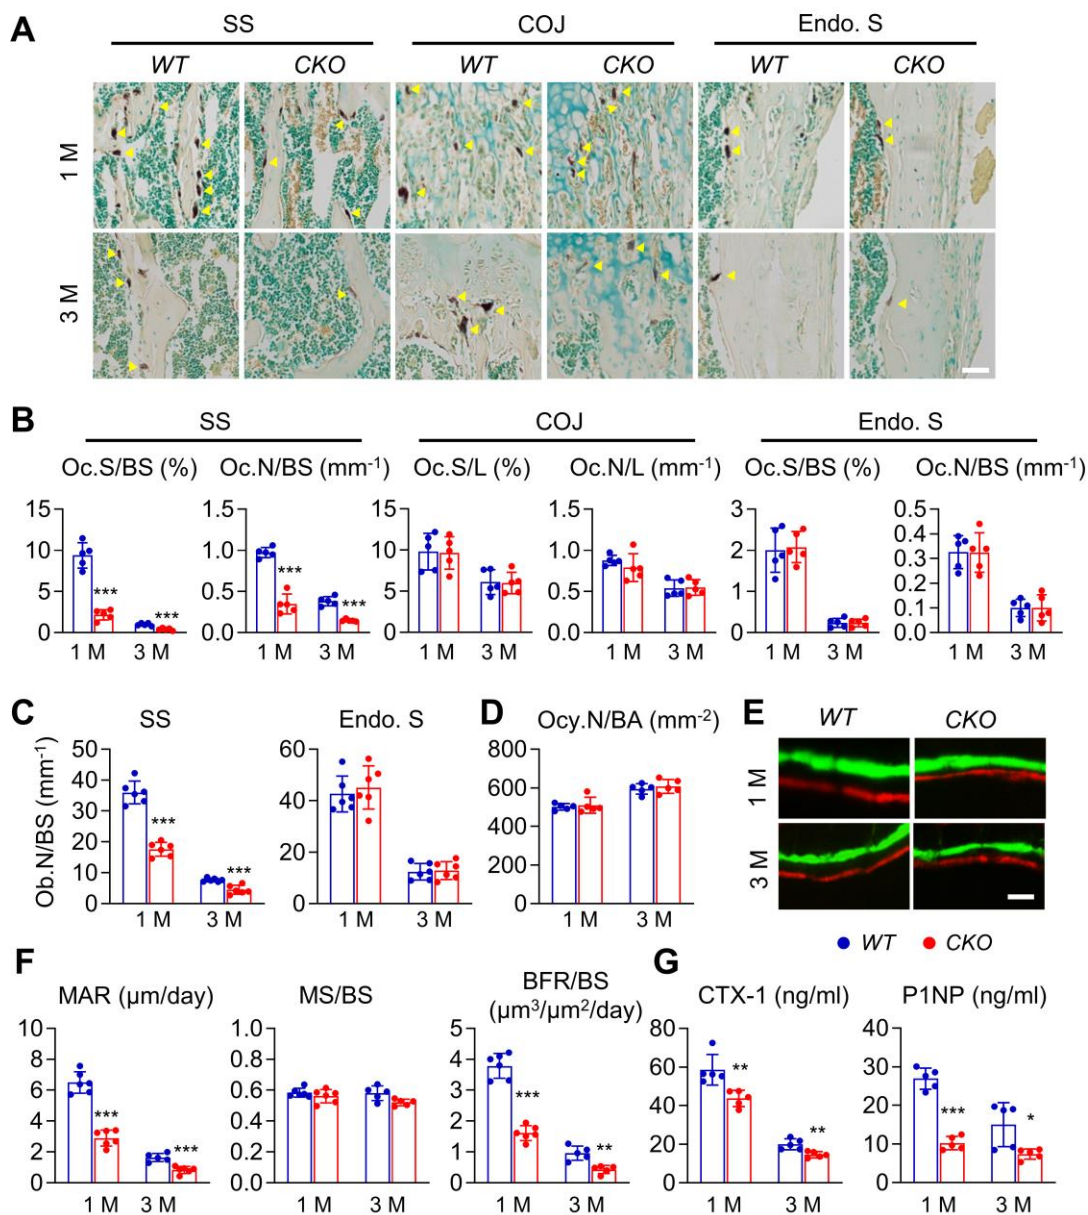 A
SS COJ Endo. S
WT CKO WT CKO WT CKO
1 M
3 M
B
SS COJ Endo. S
Oc.S/BS (%) Oc.N/BS (mm⁻¹) Oc.S/L (%) Oc.N/L (mm⁻¹) Oc.S/BS (%) Oc.N/BS (mm⁻¹)
15 1.5 15 1.5 3 0.5
0.4
10 1.0 10 1.0 2 0.3
*** *** *** ***
5 0.5 5 0.5 1 0.2
0.1
0 0.0 0 0.0 0 0.0
1 M 3 M 1 M 3 M 1 M 3 M 1 M 3 M 1 M 3 M 1 M 3 M
C SS Endo. S D Ocy.N/BA (mm⁻²) E WT CKO
Ob.N/BS (mm⁻¹)
50 60 800
40 600
30 40 400
20 20 200
10
0 0 0
*** ***
1 M 3 M 1 M 3 M 1 M 3 M
1 M
3 M
WT CKO
F G
MAR (µm/day) MS/BS BFR/BS
(µm³/µm²/day) CTX-1 (ng/ml) P1NP (ng/ml)
8 1.0 5 80 40
6 0.8 4 60 30
4 0.6 3 40 20
2 0.4 2 20 10
0.2 1
0 0.0 0 0 0
*** *** *** ** ** ** *** *
1 M 3 M 1 M 3 M 1 M 3 M 1 M 3 M 1 M 3 M